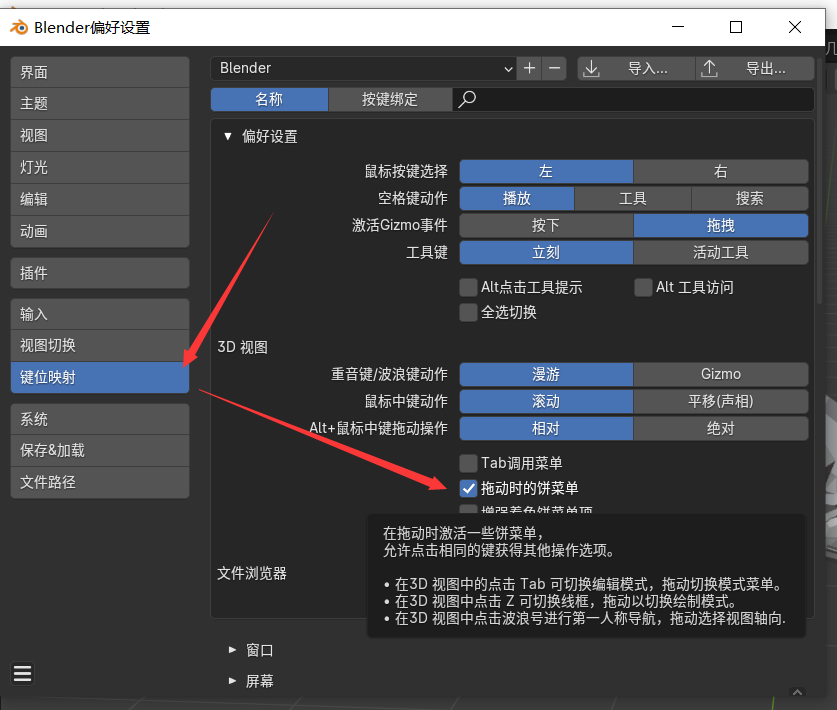 Blender偏好设置
界面
主题
视图
灯光
编辑
动画
插件
输入
视图切换
键位映射
系统
保存&加载
文件路径
Blender
导入...
导出...
名称
按键绑定
偏好设置
鼠标按键选择 左 右
空格键动作 播放 工具 搜索
激活Gizmo事件 按下 拖拽
工具键 立刻 活动工具
Alt点击工具提示 Alt 工具访问
全选切换
3D 视图
重音键/波浪键动作 漫游 Gizmo
鼠标中键动作 滚动 平移(声相)
Alt+鼠标中键拖动操作 相对 绝对
Tab调用菜单
拖动时的饼菜单
增强着色饼菜单项
在拖动时激活一些饼菜单，
允许点击相同的键获得其他操作选项。
• 在3D 视图中的点击 Tab 可切换编辑模式，拖动切换模式菜单。
• 在3D 视图中点击 Z 可切换线框，拖动以切换绘制模式。
• 在3D 视图中点击波浪号进行第一人称导航，拖动选择视图轴向.
文件浏览器
窗口
屏幕
几